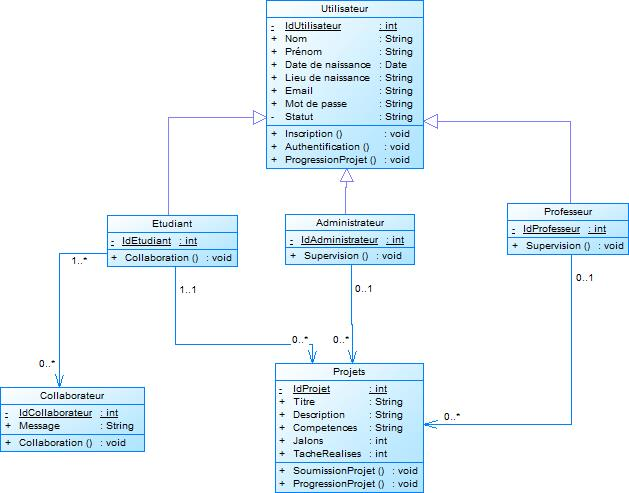 Utilisateur
- IdUtilisateur : int
+ Nom : String
+ Prénom : String
+ Date de naissance : Date
+ Lieu de naissance : String
+ Email : String
+ Mot de passe : String
- Statut : String
+ Inscription () : void
+ Authentification () : void
+ ProgressionProjet () : void
Etudiant
- IdEtudiant : int
+ Collaboration () : void
Administrateur
- IdAdministrateur : int
+ Supervision () : void
Professeur
- IdProfesseur : int
+ Supervision () : void
1..*
1..1
0..1
0..1
0..*
0..*
0..*
0..*
Collaborateur
- IdCollaborateur : int
+ Message : String
+ Collaboration () : void
Projets
- IdProjet : int
+ Titre : String
+ Description : String
+ Competences : String
+ Jalons : int
+ TacheRealises : int
+ SoumissionProjet () : void
+ ProgressionProjet () : void